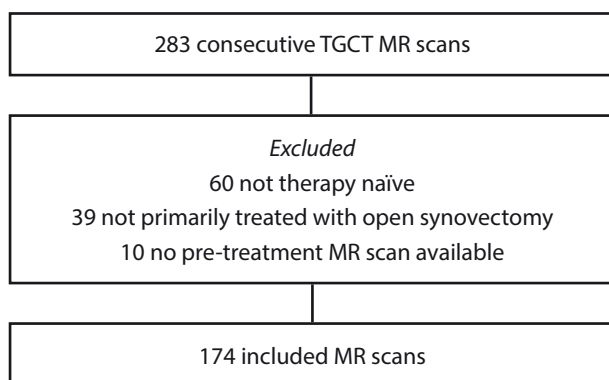 283 consecutive TGCT MR scans
Excluded
60 not therapy naïve
39 not primarily treated with open synovectomy
10 no pre-treatment MR scan available
174 included MR scans